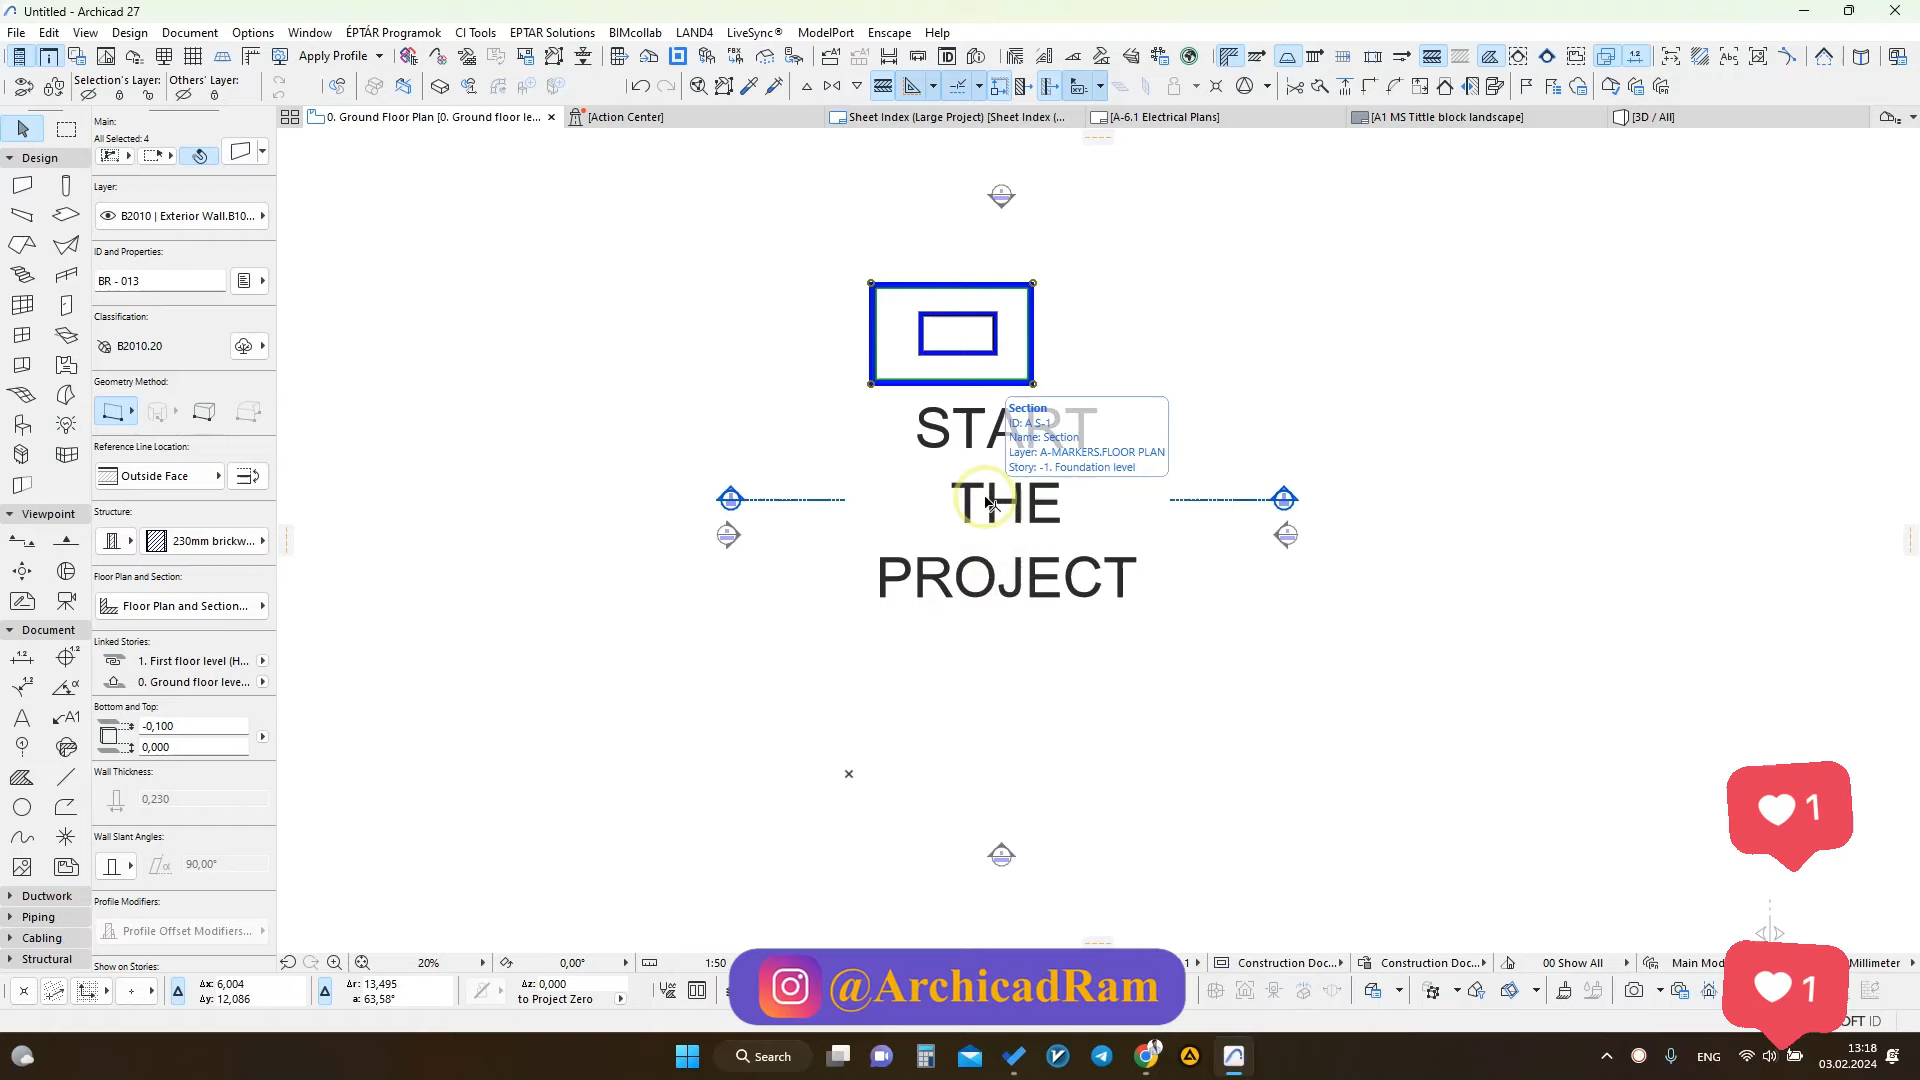 Untitled - Archicad 27
File Edit View Design Document Options Window ÉPTÁR Programok CI Tools EPTAR Solutions BIMcollab LAND4 LiveSync® ModelPort Enscape Help
Apply Profile
Selection's Layer: Others' Layer:
0. Ground Floor Plan [0. Ground floor le... [Action Center] Sheet Index (Large Project) [Sheet Index (... [A-6.1 Electrical Plans] [A1 MS Tittle block landscape] [3D / All]
Main:
All Selected: 4
Design
Layer:
B2010 | Exterior Wall.B10...
ID and Properties:
BR - 013
Classification:
B2010.20
Geometry Method:
Reference Line Location:
Outside Face
Structure:
230mm brickw...
Floor Plan and Section:
Floor Plan and Section...
Linked Stories:
1. First floor level (H...
0. Ground floor leve...
Bottom and Top:
-0,100
0,000
Wall Thickness:
0,230
Wall Slant Angles:
90,00°
Profile Modifiers:
Profile Offset Modifiers...
Show on Stories:
Viewpoint
Document
Ductwork
Piping
Cabling
Structural
START
THE
PROJECT
Section
ID: A S-1
Name: Section
Layer: A-MARKERS.FLOOR PLAN
Story: -1. Foundation level
1
1
20% 0,00° 1:50 Construction Doc... Construction Doc... 00 Show All Main Mod Millimeter
Δx: 6,004
Δy: 12,086
Δr: 13,495
a: 63,58°
Δz: 0,000
to Project Zero
@ArchicadRam
OFT ID
Search
ENG
13:18
03.02.2024